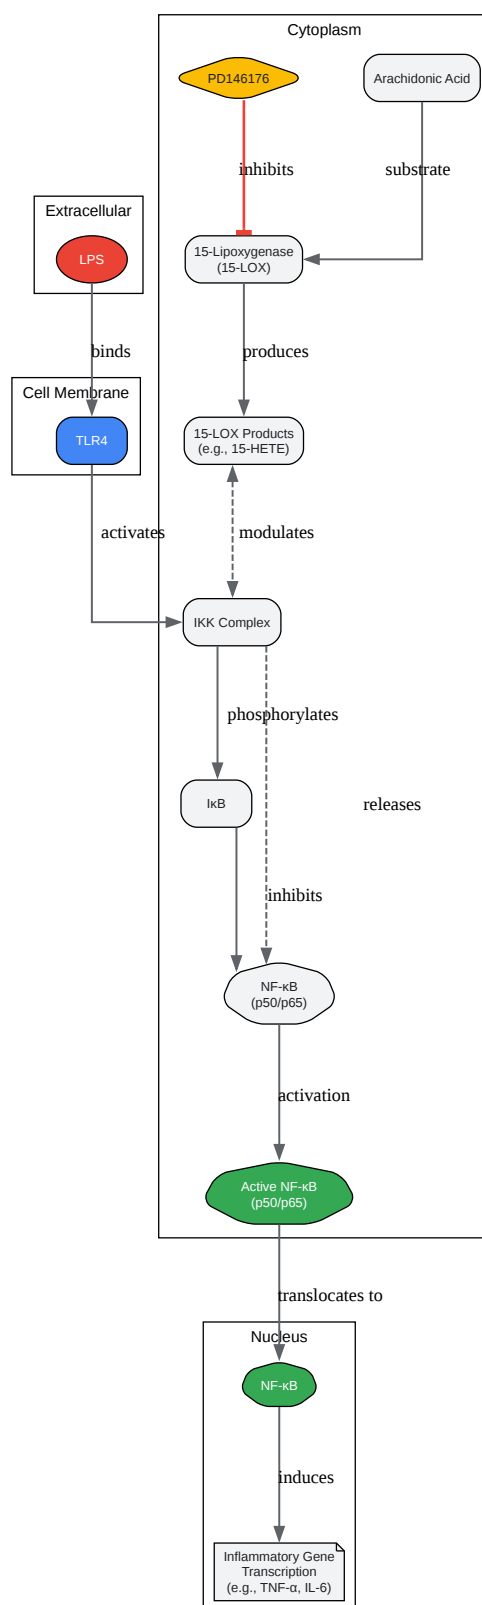 Cytoplasm
PD146176
Arachidonic Acid
inhibits
substrate
Extracellular
LPS
15-Lipoxygenase
(15-LOX)
binds
produces
Cell Membrane
TLR4
15-LOX Products
(e.g., 15-HETE)
activates
modulates
IKK Complex
phosphorylates
IκB
releases
inhibits
NF-κB
(p50/p65)
activation
Active NF-κB
(p50/p65)
translocates to
Nucleus
NF-κB
induces
Inflammatory Gene
Transcription
(e.g., TNF-α, IL-6)